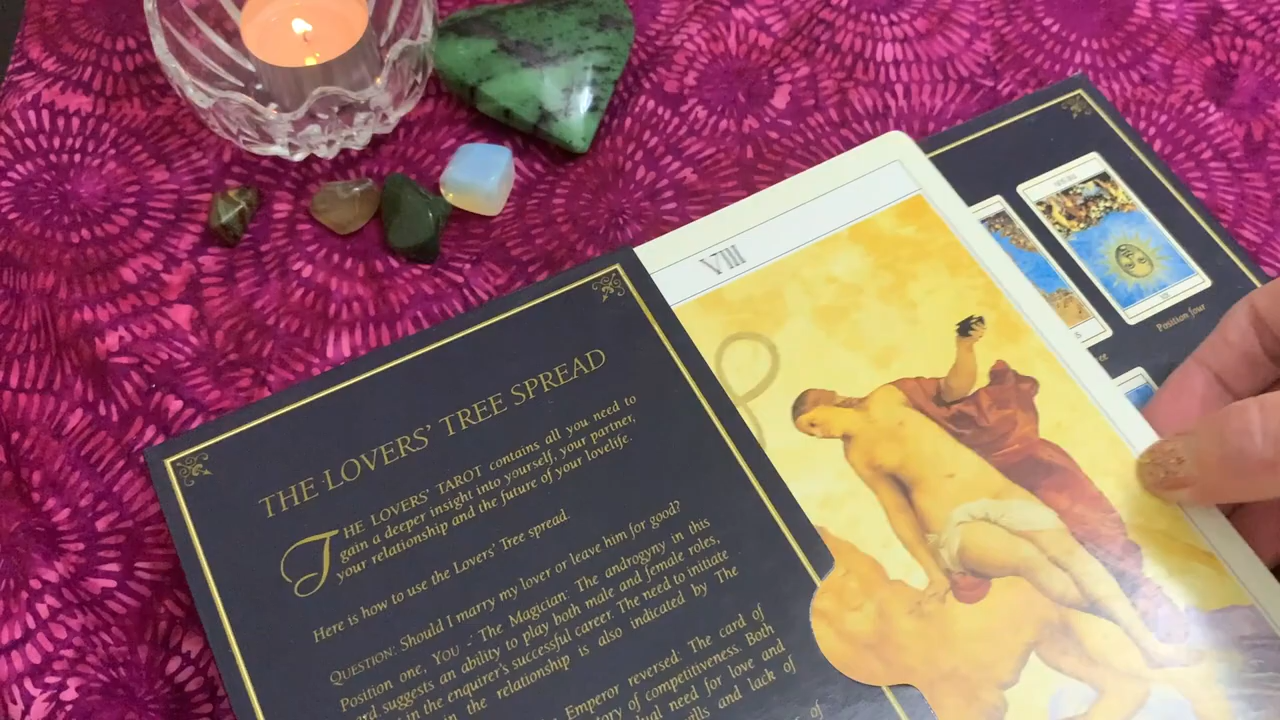 THE LOVERS' TREE SPREAD
THE LOVERS' TAROT contains all you need to
gain a deeper insight into yourself, your partner,
your relationship and the future of your lovelife.
Here is how to use the Lovers' Tree spread.
QUESTION: Should I marry my lover or leave him for good?
Position one, YOU : The Magician: The androgyny in this
card suggests an ability to play both male and female roles,
in the enquirer's successful career. The need to initiate
in the relationship is also indicated by The
Emperor reversed: The card of
of competitiveness. Both
need for love and
and lack of
of
VIII
Position four